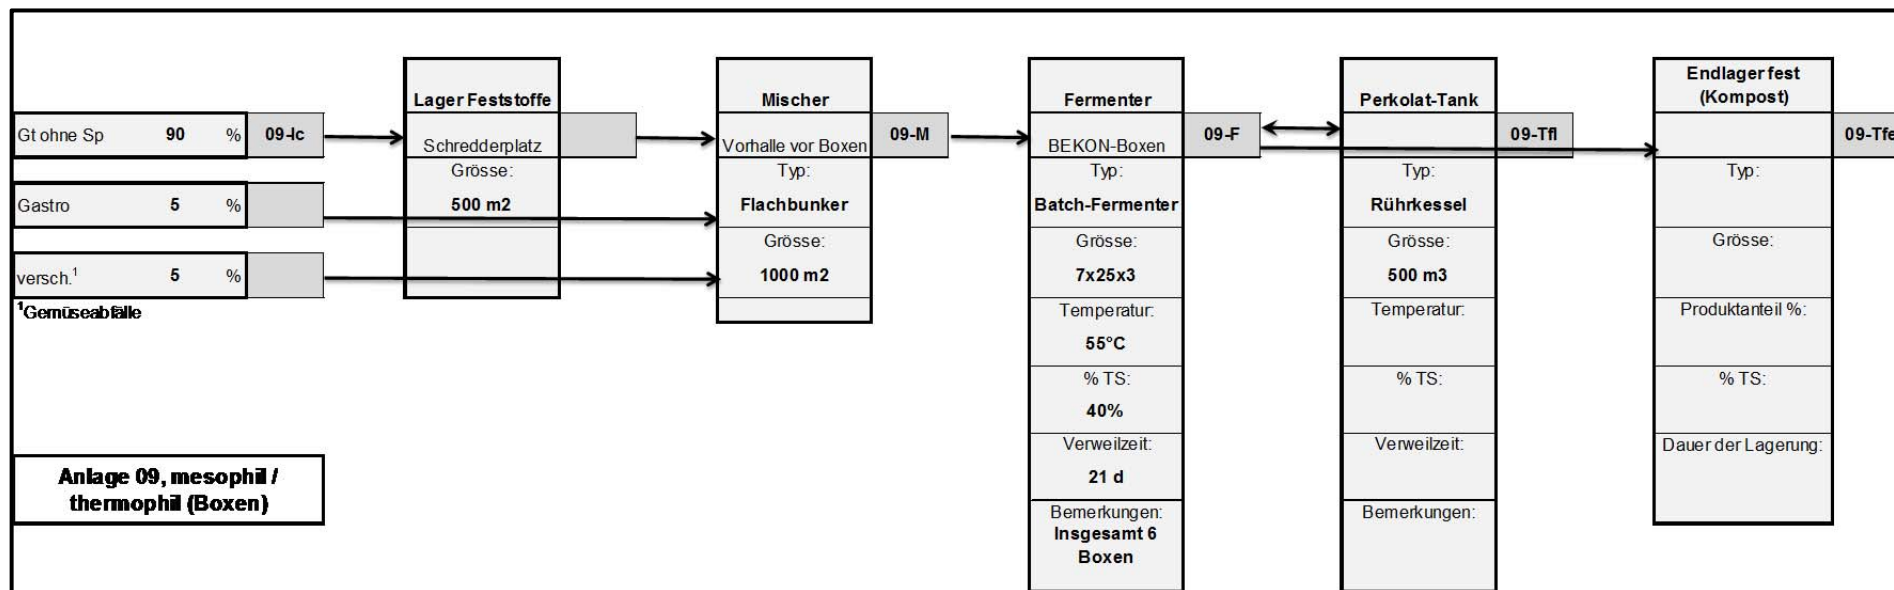 Gt ohne Sp 90 % 09-Ic
Gastro 5 %
versch.¹ 5 %
¹Gemüseabfälle
Anlage 09, mesophil /
thermophil (Boxen)
Lager Feststoffe
Schredderplatz
Grösse:
500 m2
Mischer
Vorhalle vor Boxen 09-M
Typ:
Flachbunker
Grösse:
1000 m2
Fermenter
BEKON-Boxen 09-F
Typ:
Batch-Fermenter
Grösse:
7x25x3
Temperatur:
55°C
% TS:
40%
Verweilzeit:
21 d
Bemerkungen:
Insgesamt 6
Boxen
Perkolat-Tank
09-Tfl
Typ:
Rührkessel
Grösse:
500 m3
Temperatur:
% TS:
Verweilzeit:
Bemerkungen:
Endlager fest
(Kompost)
09-Tfe
Typ:
Grösse:
Produktanteil %:
% TS:
Dauer der Lagerung: